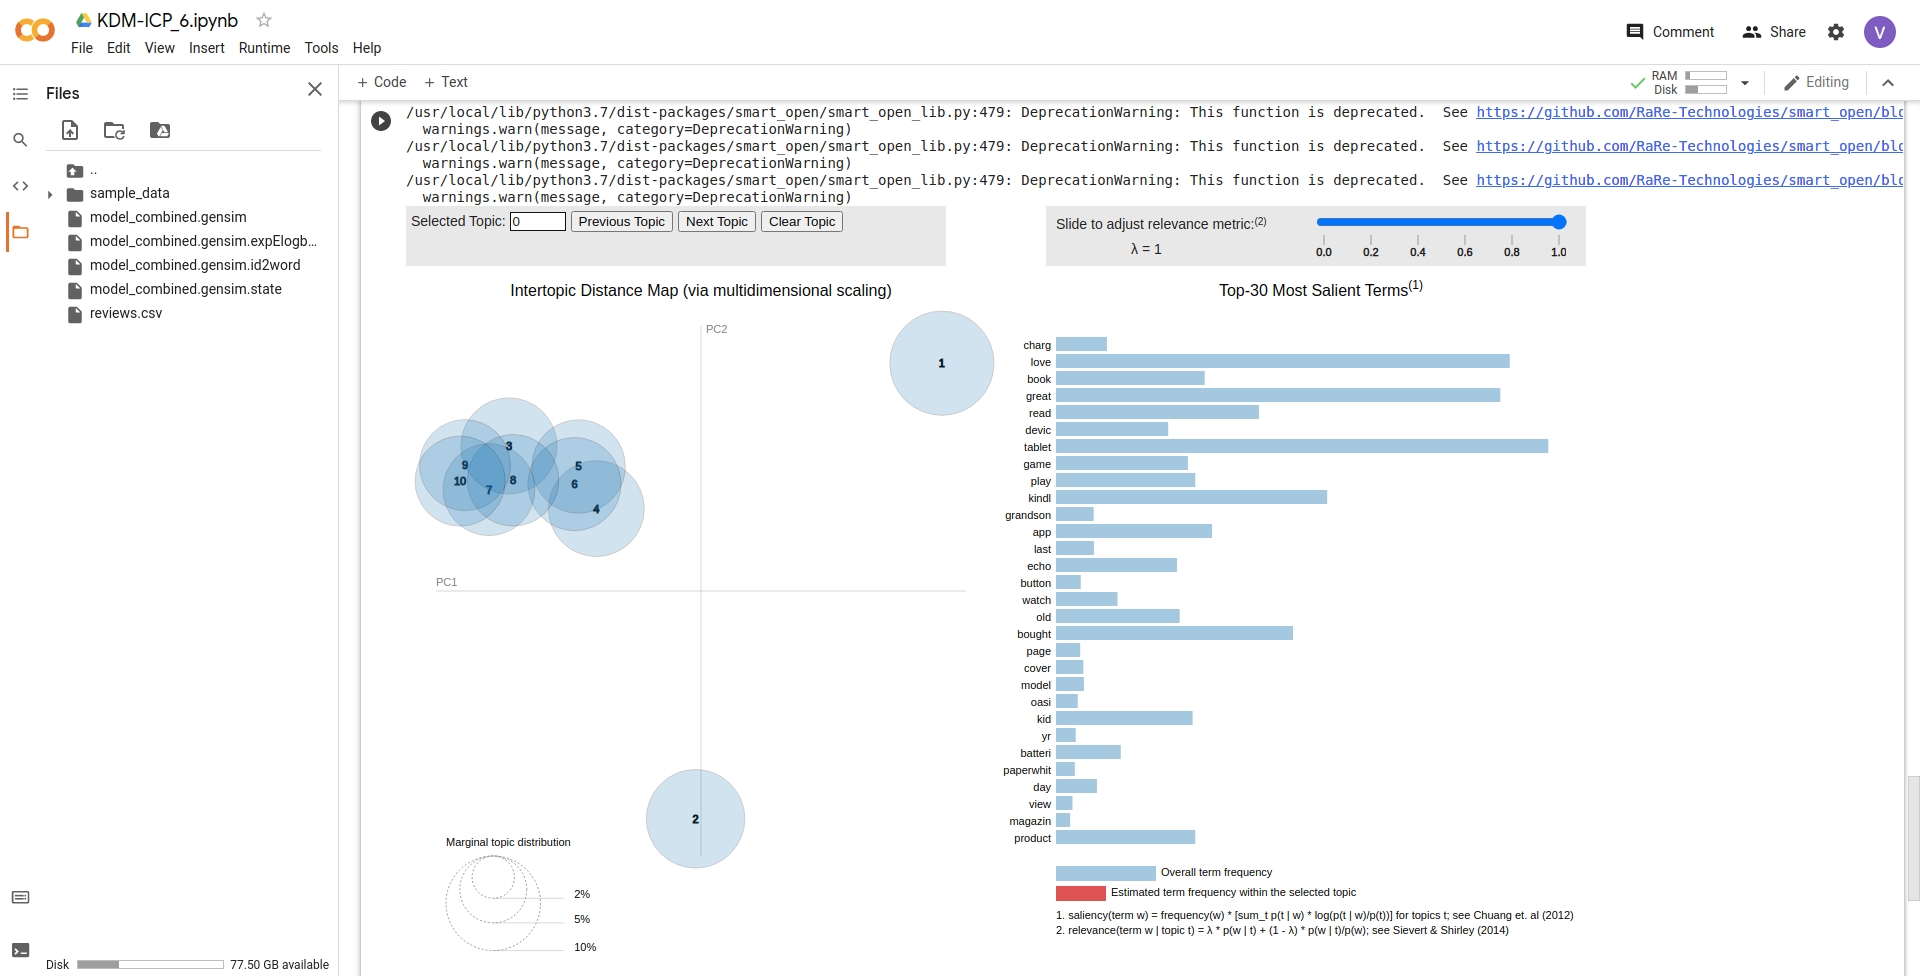 KDM-ICP_6.ipynb
File Edit View Insert Runtime Tools Help
Comment
Share
V
Files
+ Code + Text
RAM
Disk
Editing
..
sample_data
model_combined.gensim
model_combined.gensim.expElogb...
model_combined.gensim.id2word
model_combined.gensim.state
reviews.csv
Disk 77.50 GB available
/usr/local/lib/python3.7/dist-packages/smart_open/smart_open_lib.py:479: DeprecationWarning: This function is deprecated. See https://github.com/RaRe-Technologies/smart_open/blo
warnings.warn(message, category=DeprecationWarning)
/usr/local/lib/python3.7/dist-packages/smart_open/smart_open_lib.py:479: DeprecationWarning: This function is deprecated. See https://github.com/RaRe-Technologies/smart_open/blo
warnings.warn(message, category=DeprecationWarning)
/usr/local/lib/python3.7/dist-packages/smart_open/smart_open_lib.py:479: DeprecationWarning: This function is deprecated. See https://github.com/RaRe-Technologies/smart_open/blo
warnings.warn(message, category=DeprecationWarning)
Selected Topic: 0 Previous Topic Next Topic Clear Topic
Slide to adjust relevance metric:(2)
λ = 1
0.0 0.2 0.4 0.6 0.8 1.0
Intertopic Distance Map (via multidimensional scaling)
PC2
1
3
9
5
10
8
6
7
4
PC1
2
Marginal topic distribution
2%
5%
10%
Top-30 Most Salient Terms(1)
charg
love
book
great
read
devic
tablet
game
play
kindl
grandson
app
last
echo
button
watch
old
bought
page
cover
model
oasi
kid
yr
batteri
paperwhit
day
view
magazin
product
Overall term frequency
Estimated term frequency within the selected topic
1. saliency(term w) = frequency(w) * [sum_t p(t | w) * log(p(t | w)/p(t))] for topics t; see Chuang et. al (2012)
2. relevance(term w | topic t) = λ * p(w | t) + (1 - λ) * p(w | t)/p(w); see Sievert & Shirley (2014)